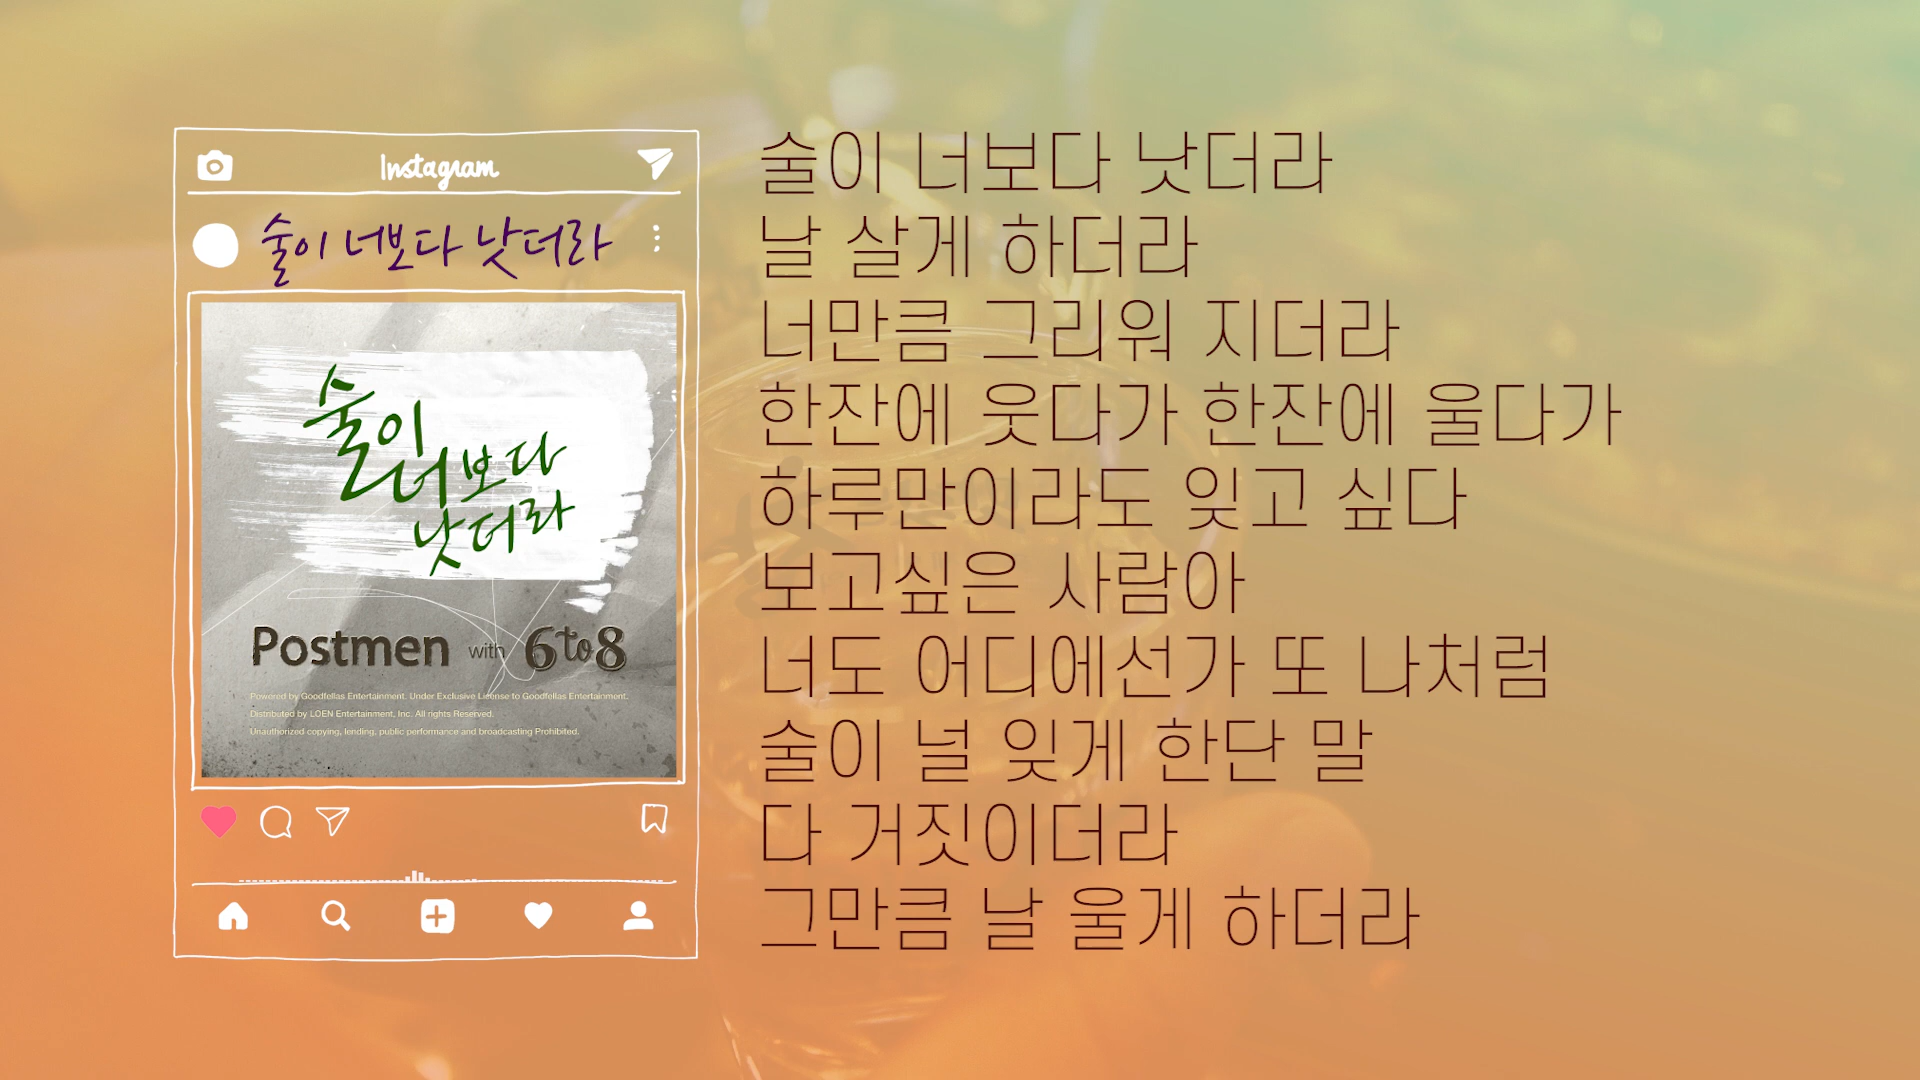 Instagram
술이 너보다 낫더라
술이
너보다
낫더라
Postmen with 6to8
Powered by Goodfellas Entertainment. Under Exclusive License to Goodfellas Entertainment.
Distributed by LOEN Entertainment, Inc. All rights Reserved.
Unauthorized copying, lending, public performance and broadcasting Prohibited.
술이 너보다 낫더라
날 살게 하더라
너만큼 그리워 지더라
한잔에 웃다가 한잔에 울다가
하루만이라도 잊고 싶다
보고싶은 사람아
너도 어디에선가 또 나처럼
술이 널 잊게 한단 말
다 거짓이더라
그만큼 날 울게 하더라